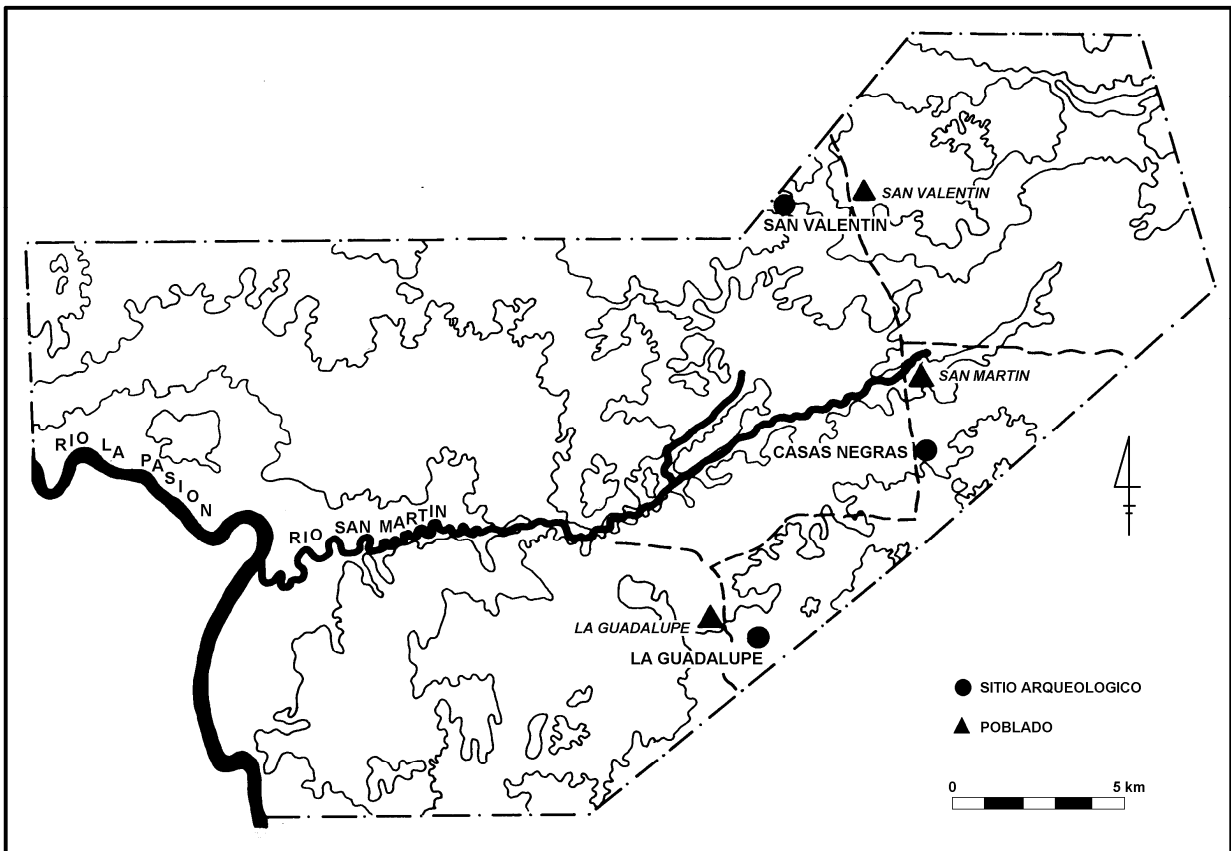 SAN VALENTIN
SAN VALENTIN
SAN MARTIN
RIO LA PASION
CASAS NEGRAS
RIO SAN MARTIN
LA GUADALUPE
LA GUADALUPE
SITIO ARQUEOLOGICO
POBLADO
0 5 km